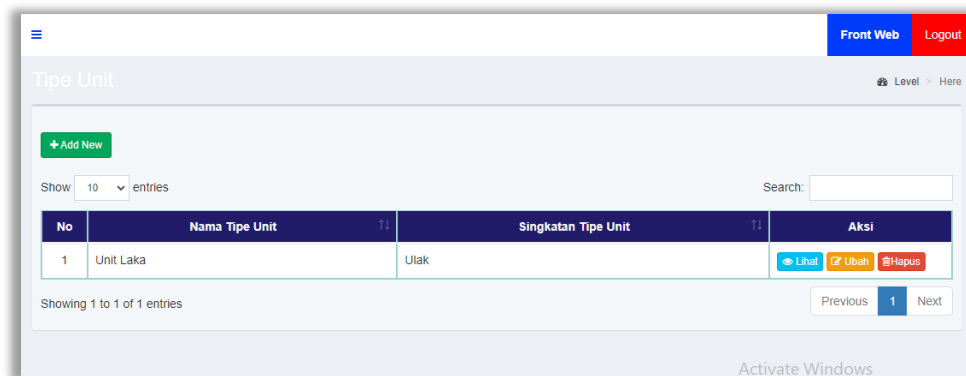 Front Web Logout
Tipe Unit
Level > Here
Add New
Show 10 entries Search:
No Nama Tipe Unit Singkatan Tipe Unit Aksi
1 Unit Laka Ulak Lihat Ubah Hapus
Showing 1 to 1 of 1 entries Previous 1 Next
Activate Windows